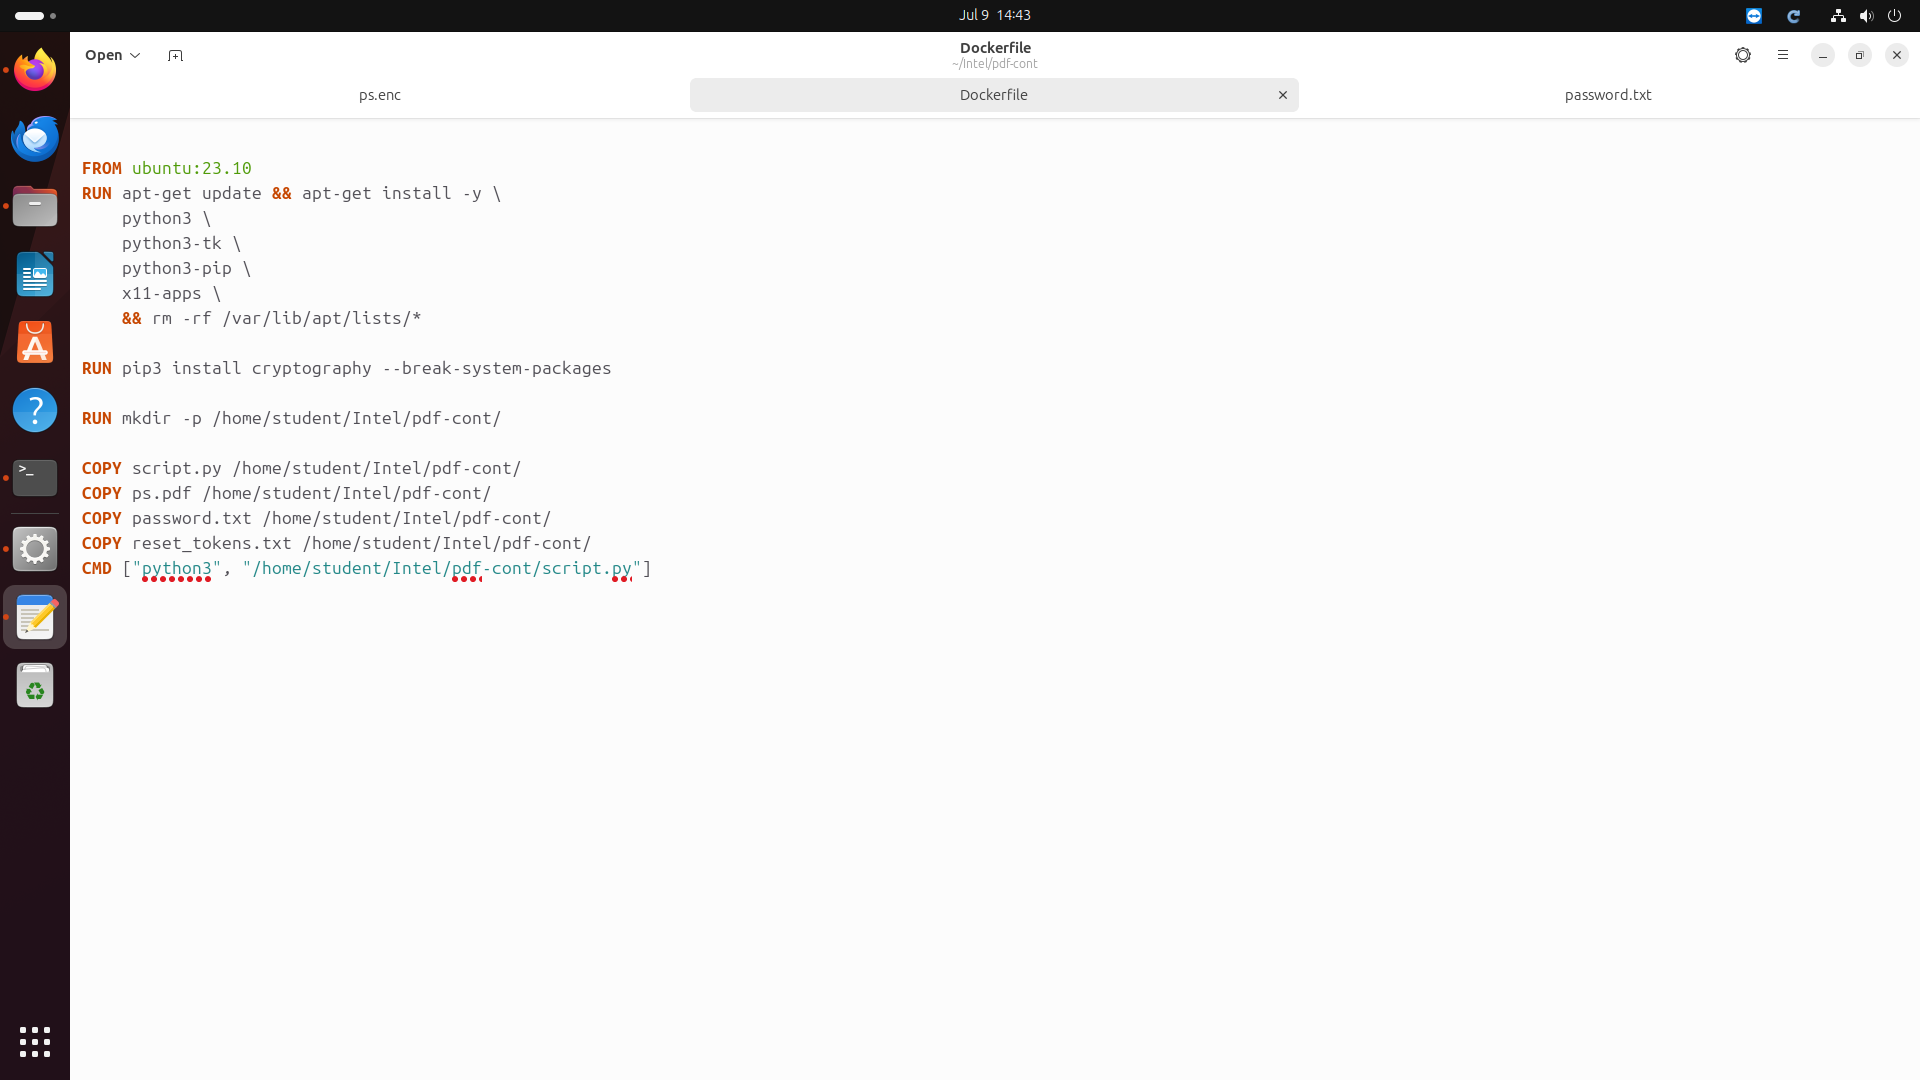 Jul 9 14:43
Open
Dockerfile
~/Intel/pdf-cont
ps.enc
Dockerfile
password.txt
FROM ubuntu:23.10
RUN apt-get update && apt-get install -y \
    python3 \
    python3-tk \
    python3-pip \
    x11-apps \
    && rm -rf /var/lib/apt/lists/*
RUN pip3 install cryptography --break-system-packages
RUN mkdir -p /home/student/Intel/pdf-cont/
COPY script.py /home/student/Intel/pdf-cont/
COPY ps.pdf /home/student/Intel/pdf-cont/
COPY password.txt /home/student/Intel/pdf-cont/
COPY reset_tokens.txt /home/student/Intel/pdf-cont/
CMD ["python3", "/home/student/Intel/pdf-cont/script.py"]